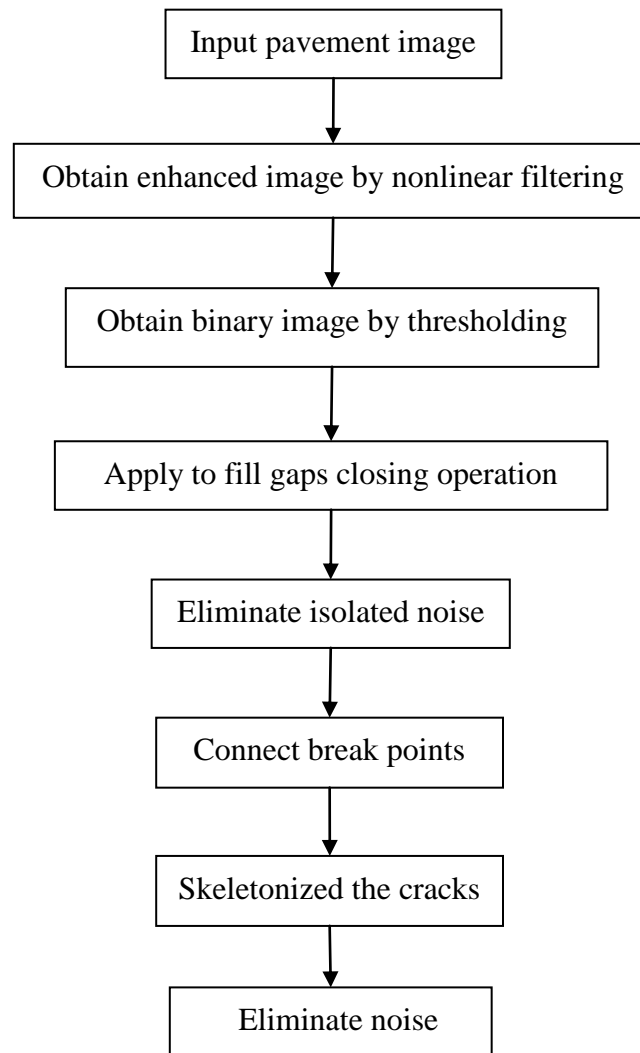 Input pavement image
Obtain enhanced image by nonlinear filtering
Obtain binary image by thresholding
Apply to fill gaps closing operation
Eliminate isolated noise
Connect break points
Skeletonized the cracks
Eliminate noise